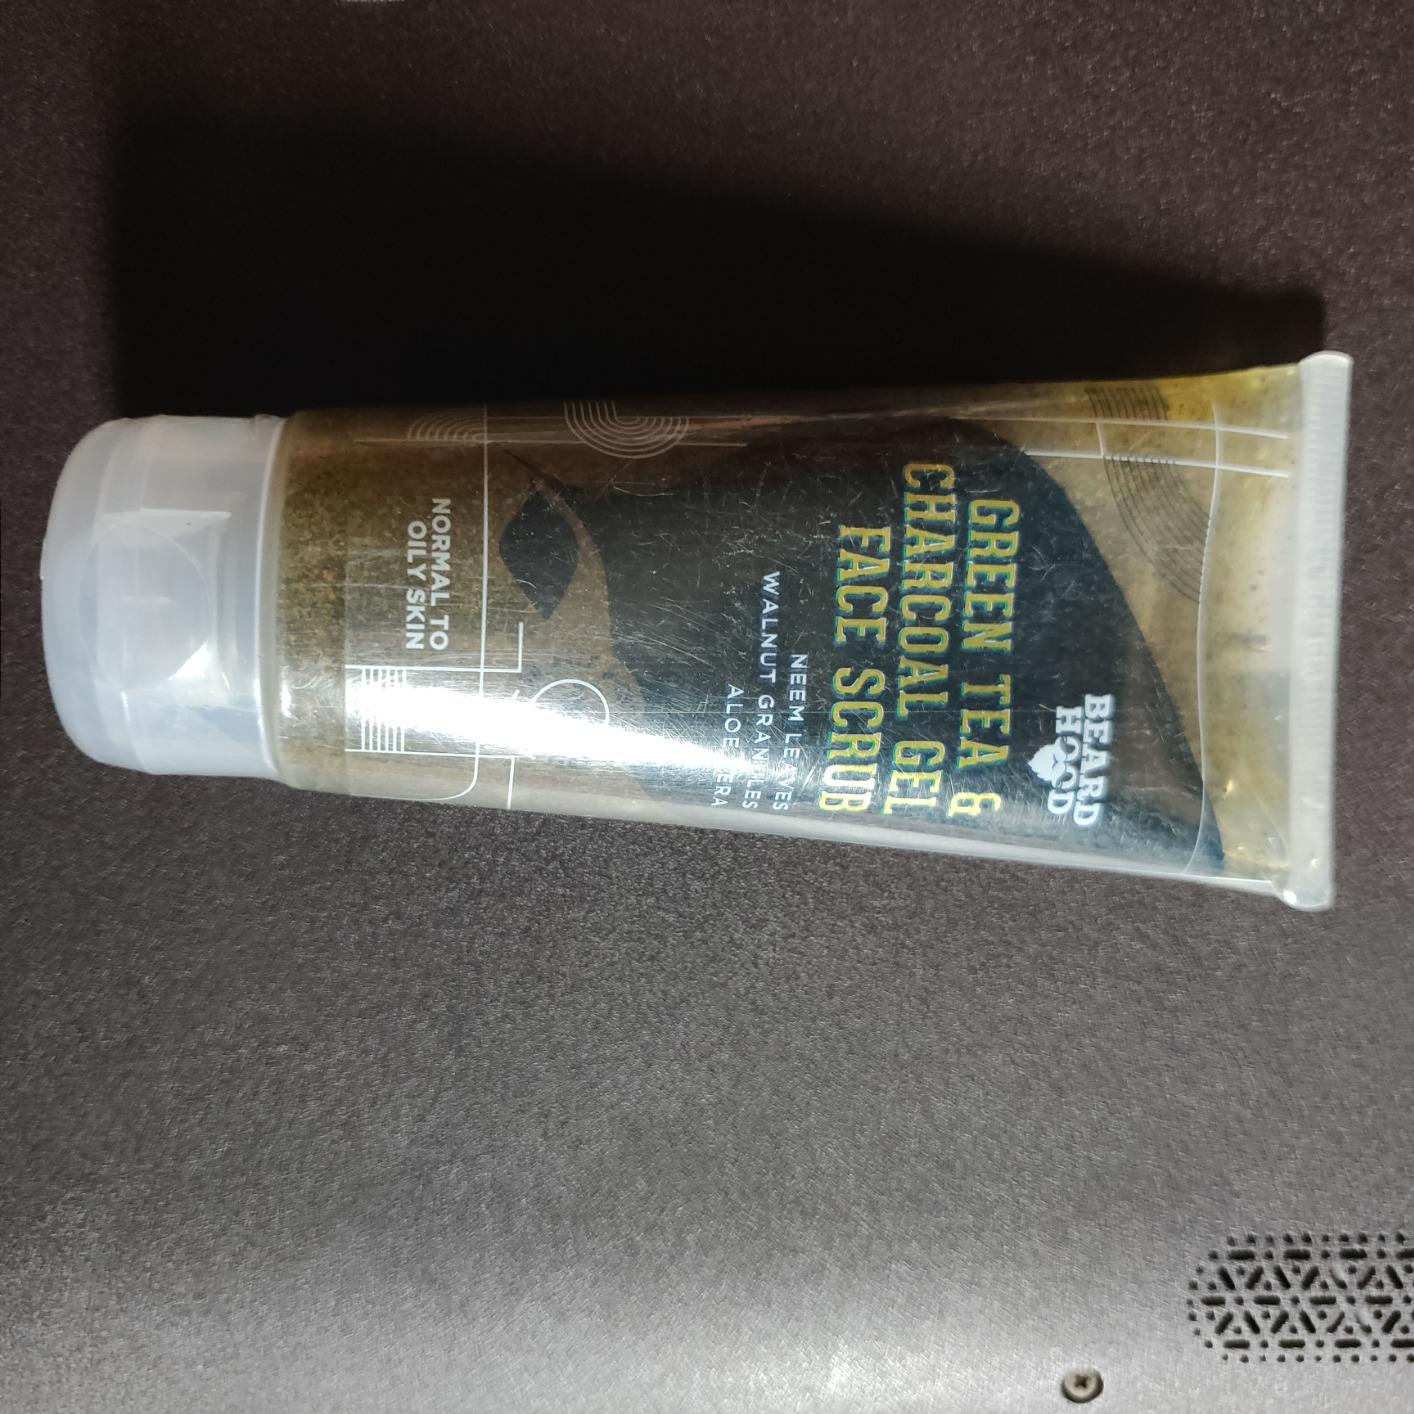 BEARD
HOOD
GREEN TEA &
CHARCOAL GEL
FACE SCRUB
NEEM LEAVES
WALNUT GRANULES
ALOE VERA
NORMAL TO
OILY SKIN